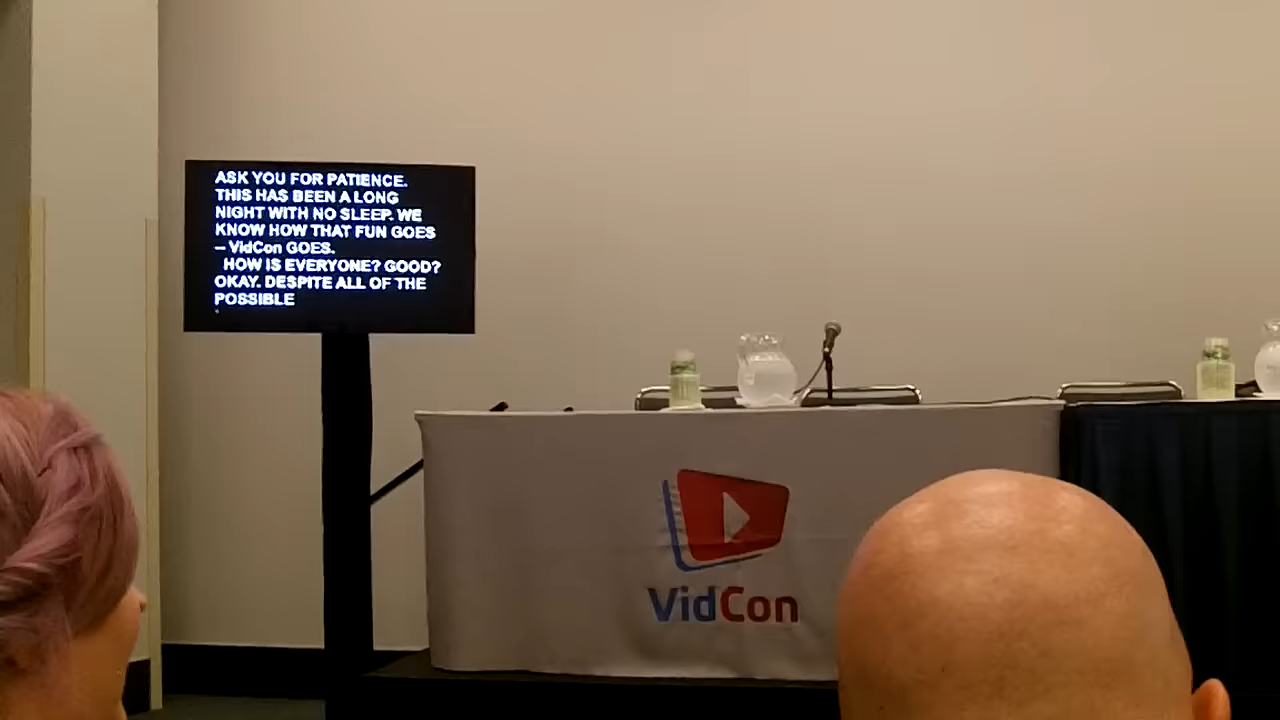 ASK YOU FOR PATIENCE.
THIS HAS BEEN A LONG
NIGHT WITH NO SLEEP. WE
KNOW HOW THAT FUN GOES
– VidCon GOES.
HOW IS EVERYONE? GOOD?
OKAY. DESPITE ALL OF THE
POSSIBLE
VidCon